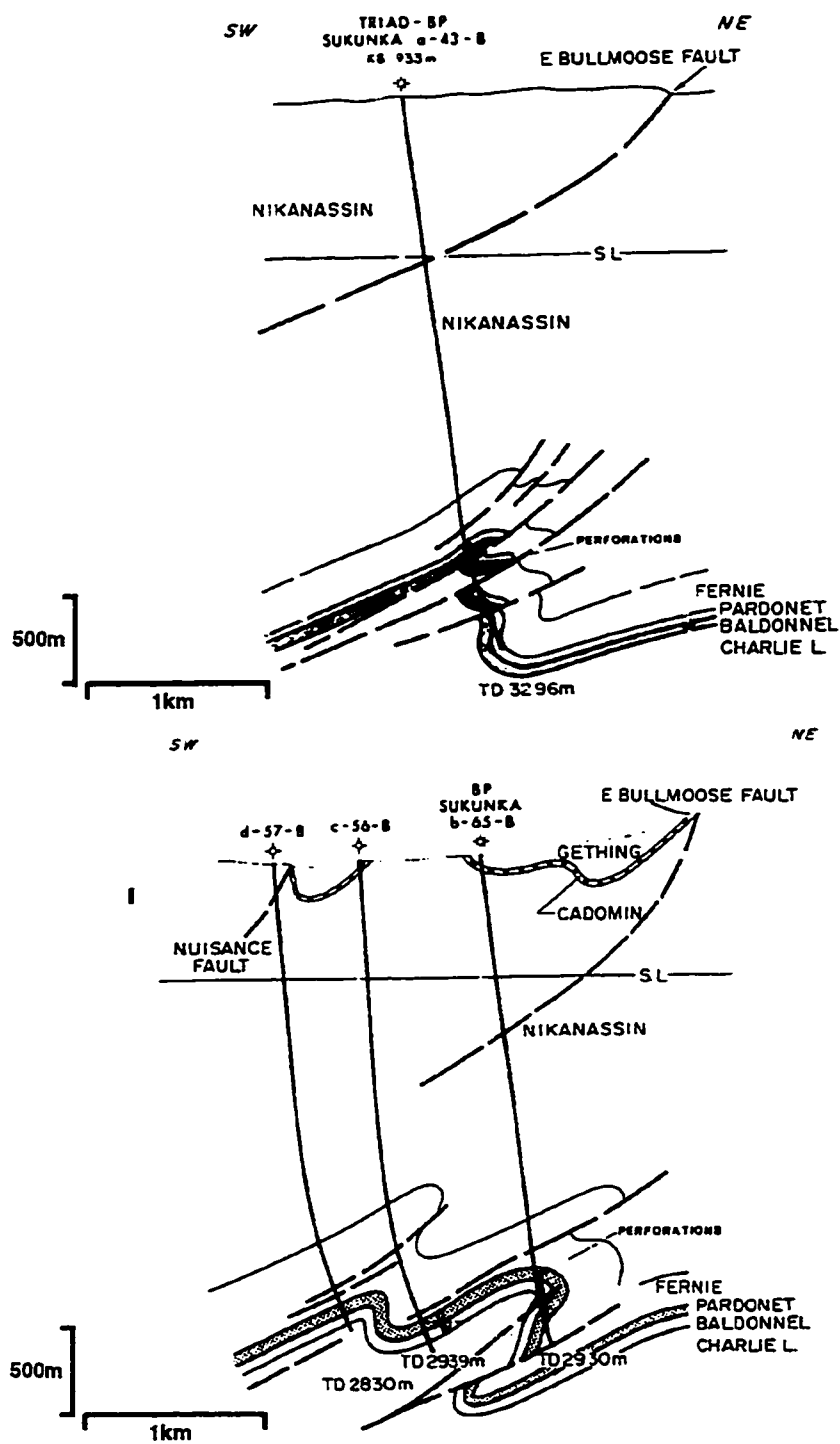 SW
TRIAD-BP
SUKUNKA a-43-B
KB 933m
NE
E BULLMOOSE FAULT
NIKANASSIN
S L
NIKANASSIN
PERFORATIONS
FERNIE
PARDONET
BALDONNEL
CHARLIE L.
500m
1km
TD 3296m
SW
NE
d-57-B
c-56-B
BP
SUKUNKA
b-65-B
E BULLMOOSE FAULT
GETHING
CADOMIN
NUISANCE
FAULT
S L
NIKANASSIN
PERFORATIONS
FERNIE
PARDONET
BALDONNEL
CHARLIE L.
500m
TD 2939m
TD 2930m
TD 2830m
1km